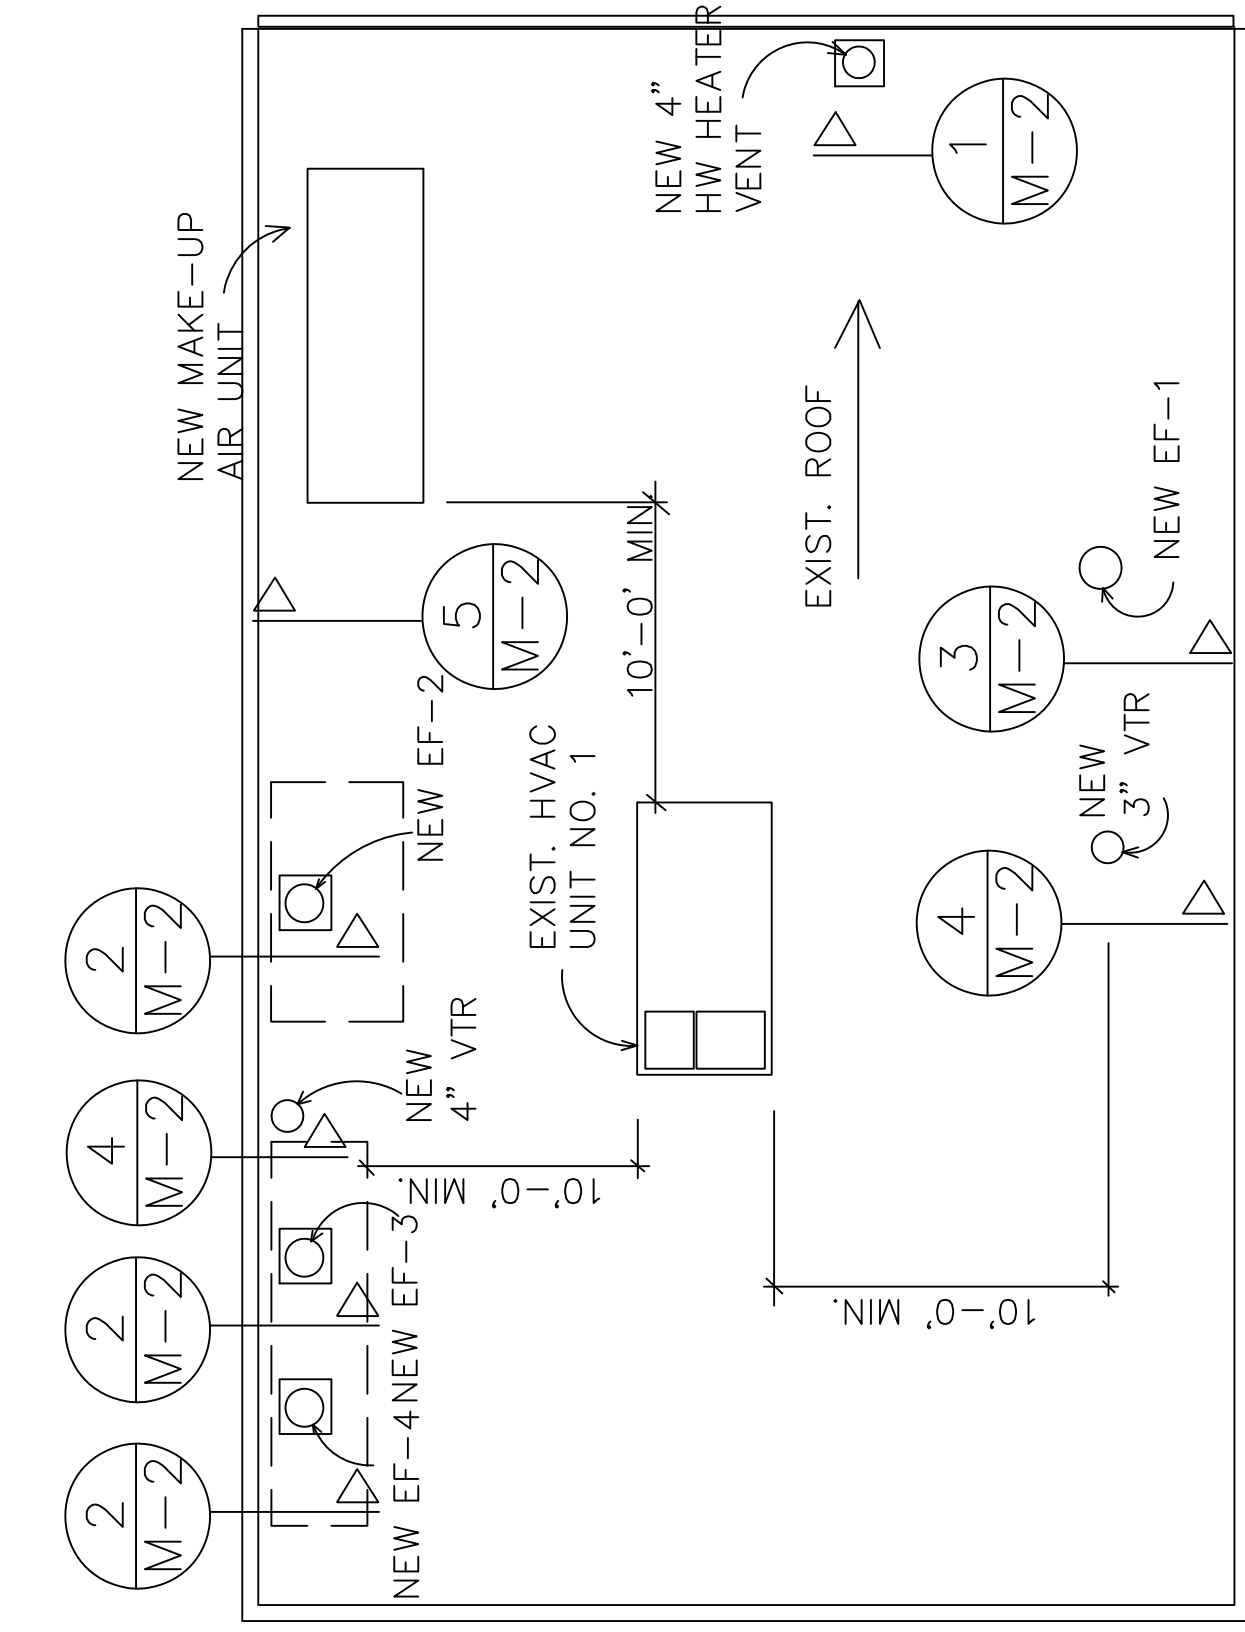 NEW MAKE-UP
AIR UNIT
NEW 4"
HW HEATER
VENT
1
M-2
EXIST. ROOF
NEW EF-1
10'-0' MIN.
5
M-2
3
M-2
NEW EF-2
EXIST. HVAC
UNIT NO. 1
NEW
3" VTR
2
M-2
4
M-2
NEW
4" VTR
4
M-2
10'-0' MIN.
NEW EF-3
2
M-2
10'-0' MIN.
NEW EF-4
2
M-2